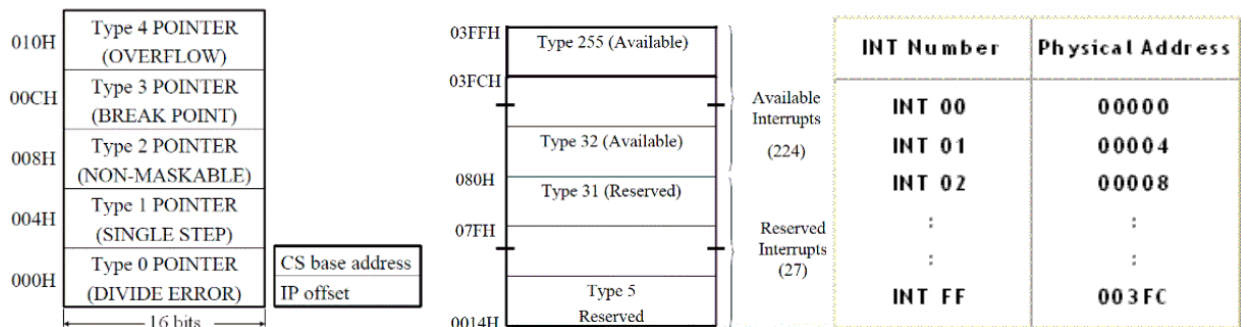 010H
Type 4 POINTER
(OVERFLOW)
00CH
Type 3 POINTER
(BREAK POINT)
008H
Type 2 POINTER
(NON-MASKABLE)
004H
Type 1 POINTER
(SINGLE STEP)
000H
Type 0 POINTER
(DIVIDE ERROR)
CS base address
IP offset
16 bits
03FFH
Type 255 (Available)
03FCH
Type 32 (Available)
080H
Type 31 (Reserved)
07FH
Type 5
Reserved
0014H
Available
Interrupts
(224)
Reserved
Interrupts
(27)
INT Number Physical Address
INT 00 00000
INT 01 00004
INT 02 00008
: :
: :
INT FF 003FC